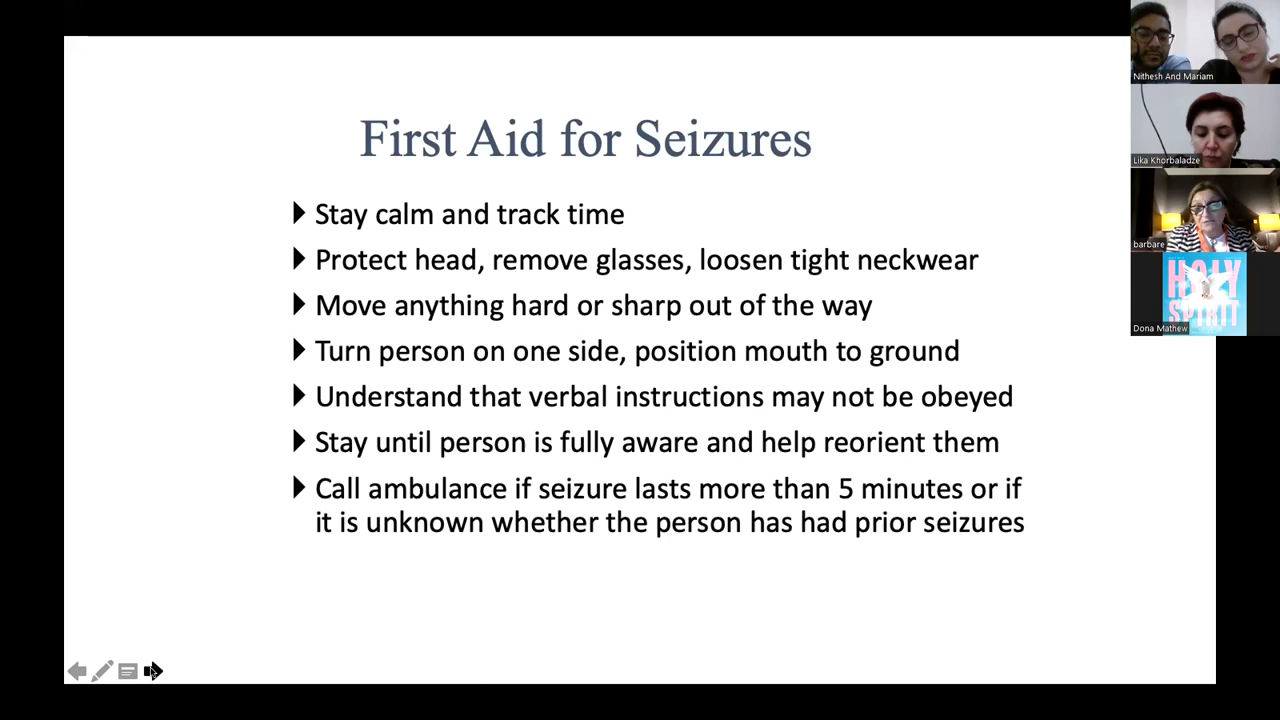 First Aid for Seizures
Stay calm and track time
Protect head, remove glasses, loosen tight neckwear
Move anything hard or sharp out of the way
Turn person on one side, position mouth to ground
Understand that verbal instructions may not be obeyed
Stay until person is fully aware and help reorient them
Call ambulance if seizure lasts more than 5 minutes or if
it is unknown whether the person has had prior seizures
Nithesh And Mariam
Lika Khorbaladze
barbare
HOLY
SPIRIT
Dona Mathew